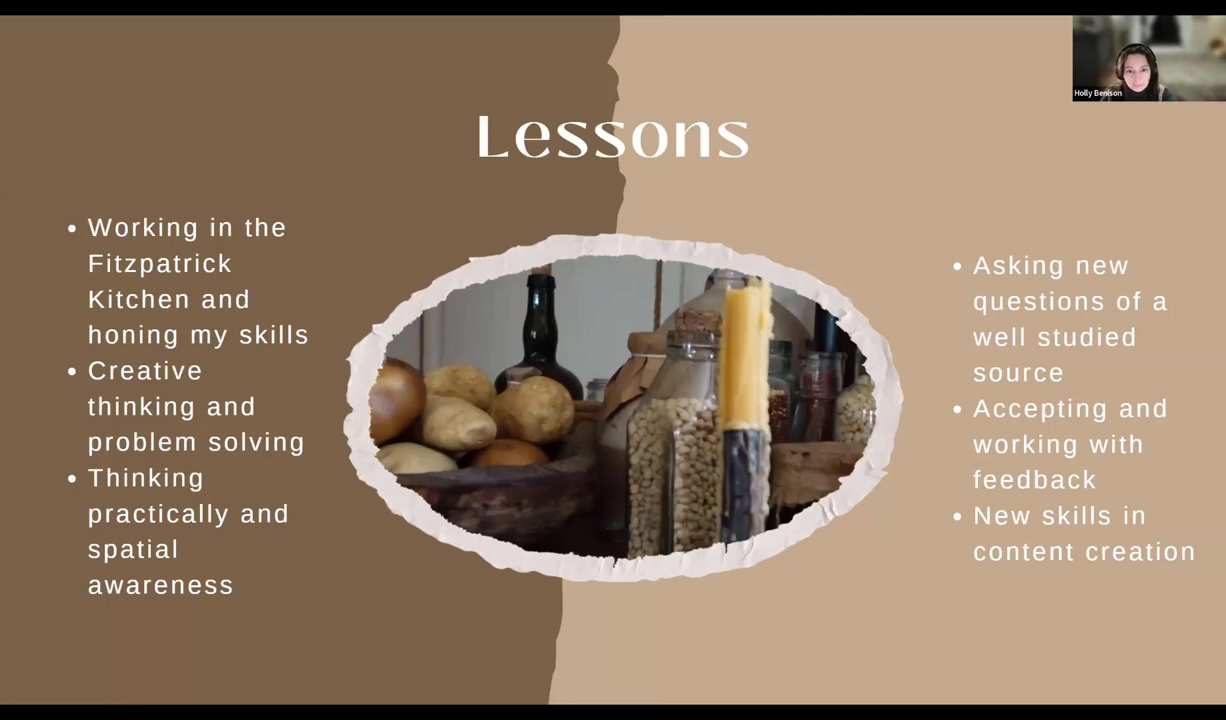 Holly Benison
Lessons
Working in the
Fitzpatrick
Kitchen and
honing my skills
Creative
thinking and
problem solving
Thinking
practically and
spatial
awareness
Asking new
questions of a
well studied
source
Accepting and
working with
feedback
New skills in
content creation